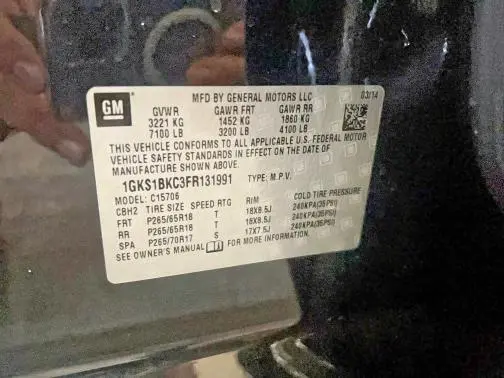 GM
MFD BY GENERAL MOTORS LLC 03/14
GVWR GAWR FRT GAWR RR
3221 KG 1452 KG 1860 KG
7100 LB 3200 LB 4100 LB
THIS VEHICLE CONFORMS TO ALL APPLICABLE U.S. FEDERAL MOTOR
VEHICLE SAFETY STANDARDS IN EFFECT ON THE DATE OF
MANUFACTURE SHOWN ABOVE.
1GKS1BKC3FR131991 TYPE: M.P.V.
MODEL: C15706
CBH2 TIRE SIZE SPEED RTG RIM COLD TIRE PRESSURE
FRT P265/65R18 T 18X8.5J 240KPA(35PSI)
RR P265/65R18 T 18X8.5J 240KPA(35PSI)
SPA P265/70R17 S 17X7.5J 240KPA(35PSI)
SEE OWNER'S MANUAL FOR MORE INFORMATION.